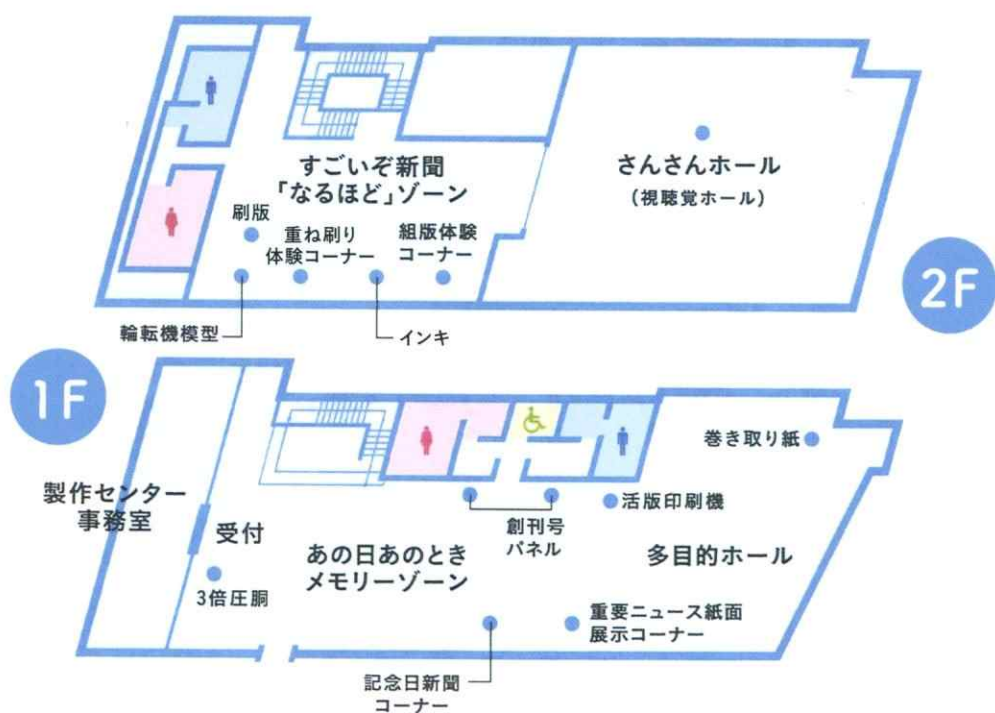 すごいぞ新聞
「なるほど」ゾーン
さんさんホール
(視聴覚ホール)
刷版
重ね刷り
体験コーナー
組版体験
コーナー
2F
輪転機模型
インキ
1F
巻き取り紙
製作センター
事務室
受付
創刊号
パネル
活版印刷機
あの日あのとき
メモリーゾーン
多目的ホール
3倍圧胴
重要ニュース紙面
展示コーナー
記念日新聞
コーナー